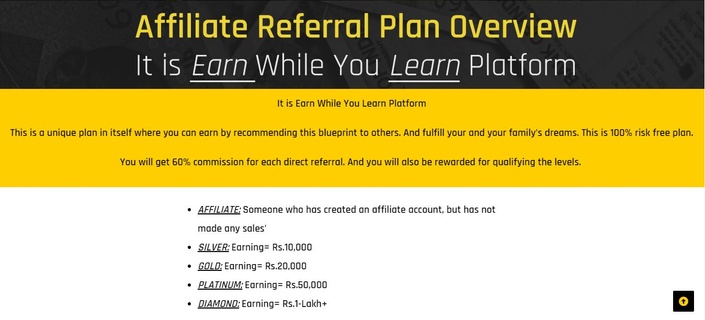 Affiliate Referral Plan Overview
It is Earn While You Learn Platform
It is Earn While You Learn Platform
This is a unique plan in itself where you can earn by recommending this blueprint to others. And fulfill your and your family's dreams. This is 100% risk free plan.
You will get 60% commission for each direct referral. And you will also be rewarded for qualifying the levels.
AFFILIATE: Someone who has created an affiliate account, but has not
made any sales'
SILVER: Earning= Rs.10,000
GOLD: Earning= Rs.20,000
PLATINUM: Earning= Rs.50,000
DIAMOND: Earning= Rs.1-Lakh+